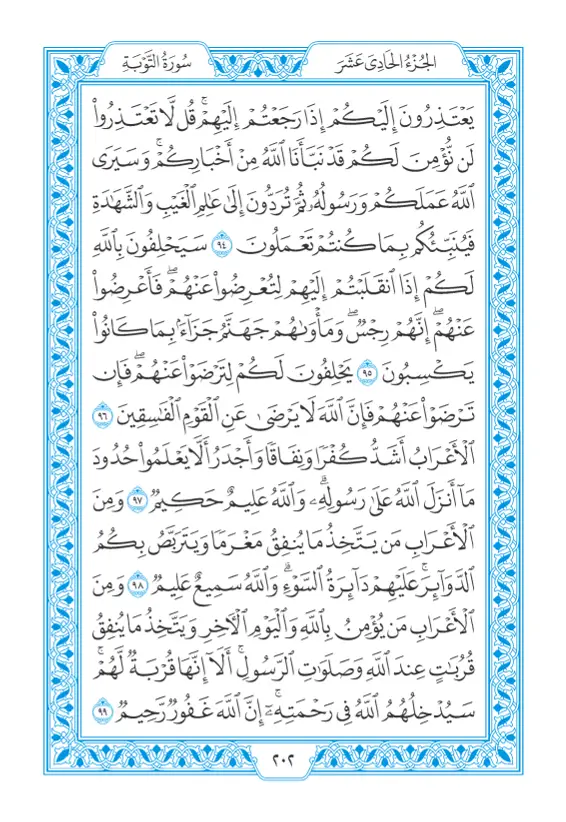 الجُزْءُ الحَادِي عَشَرَ
سُورَةُ التَّوْبَةِ
يَعْتَذِرُونَ إِلَيْكُمْ إِذَا رَجَعْتُمْ إِلَيْهِمْۚ قُل لَّا تَعْتَذِرُوا۟
لَن نُّؤْمِنَ لَكُمْ قَدْ نَبَّأَنَا ٱللَّهُ مِنْ أَخْبَارِكُمْۚ وَسَيَرَى
ٱللَّهُ عَمَلَكُمْ وَرَسُولُهُۥ ثُمَّ تُرَدُّونَ إِلَىٰ عَٰلِمِ ٱلْغَيْبِ وَٱلشَّهَٰدَةِ
فَيُنَبِّئُكُم بِمَا كُنتُمْ تَعْمَلُونَ ٩٤ سَيَحْلِفُونَ بِٱللَّهِ
لَكُمْ إِذَا ٱنقَلَبْتُمْ إِلَيْهِمْ لِتُعْرِضُوا۟ عَنْهُمْۖ فَأَعْرِضُوا۟
عَنْهُمْۖ إِنَّهُمْ رِجْسٌۖ وَمَأْوَىٰهُمْ جَهَنَّمُ جَزَآءًۢ بِمَا كَانُوا۟
يَكْسِبُونَ ٩٥ يَحْلِفُونَ لَكُمْ لِتَرْضَوْا۟ عَنْهُمْۖ فَإِن
تَرْضَوْا۟ عَنْهُمْ فَإِنَّ ٱللَّهَ لَا يَرْضَىٰ عَنِ ٱلْقَوْمِ ٱلْفَٰسِقِينَ ٩٦
ٱلْأَعْرَابُ أَشَدُّ كُفْرًا وَنِفَاقًا وَأَجْدَرُ أَلَّا يَعْلَمُوا۟ حُدُودَ
مَآ أَنزَلَ ٱللَّهُ عَلَىٰ رَسُولِهِۦۗ وَٱللَّهُ عَلِيمٌ حَكِيمٌ ٩٧ وَمِنَ
ٱلْأَعْرَابِ مَن يَتَّخِذُ مَا يُنفِقُ مَغْرَمًا وَيَتَرَبَّصُ بِكُمُ
ٱلدَّوَآئِرَۚ عَلَيْهِمْ دَآئِرَةُ ٱلسَّوْءِۗ وَٱللَّهُ سَمِيعٌ عَلِيمٌ ٩٨ وَمِنَ
ٱلْأَعْرَابِ مَن يُؤْمِنُ بِٱللَّهِ وَٱلْيَوْمِ ٱلْءَاخِرِ وَيَتَّخِذُ مَا يُنفِقُ
قُرُبَٰتٍ عِندَ ٱللَّهِ وَصَلَوَٰتِ ٱلرَّسُولِۚ أَلَآ إِنَّهَا قُرْبَةٌ لَّهُمْۚ
سَيُدْخِلُهُمُ ٱللَّهُ فِى رَحْمَتِهِۦٓۚ إِنَّ ٱللَّهَ غَفُورٌ رَّحِيمٌ ٩٩
٢٠٢